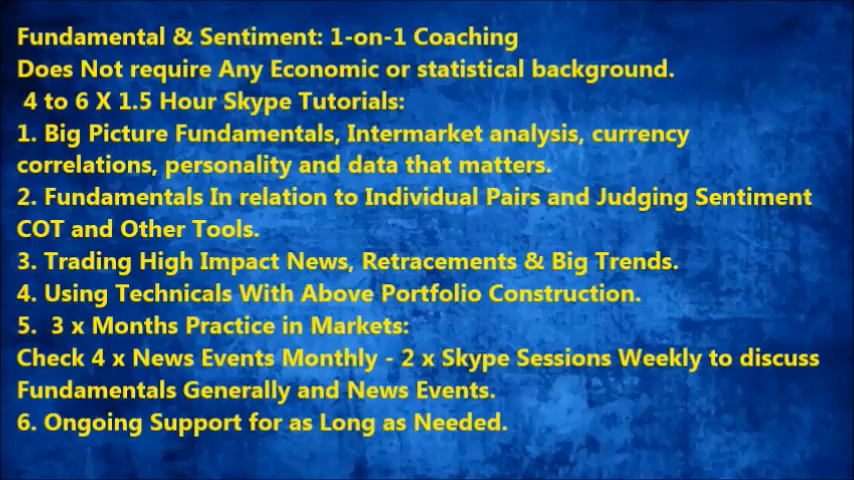 Fundamental & Sentiment: 1-on-1 Coaching
Does Not require Any Economic or statistical background.
4 to 6 X 1.5 Hour Skype Tutorials:
1. Big Picture Fundamentals, Intermarket analysis, currency
correlations, personality and data that matters.
2. Fundamentals In relation to Individual Pairs and Judging Sentiment
COT and Other Tools.
3. Trading High Impact News, Retracements & Big Trends.
4. Using Technicals With Above Portfolio Construction.
5.  3 x Months Practice in Markets:
Check 4 x News Events Monthly - 2 x Skype Sessions Weekly to discuss
Fundamentals Generally and News Events.
6. Ongoing Support for as Long as Needed.